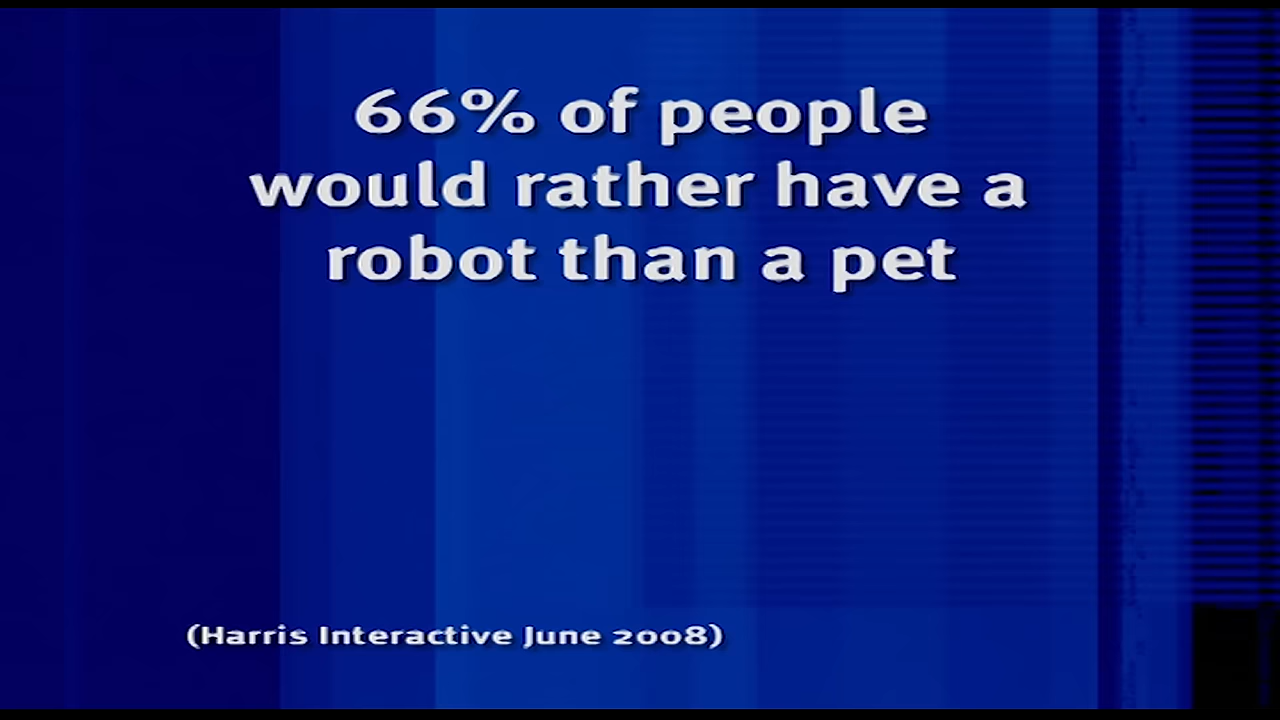 66% of people
would rather have a
robot than a pet
(Harris Interactive June 2008)